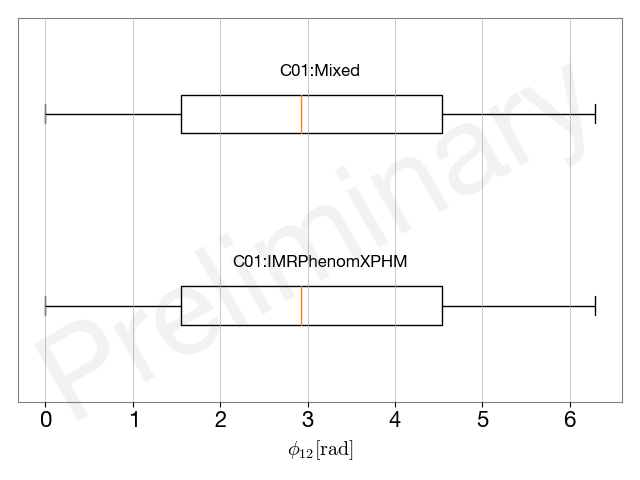 C01:Mixed
Preliminary
C01:IMRPhenomXPHM
0 1 2 3 4 5 6
ϕ12[rad]